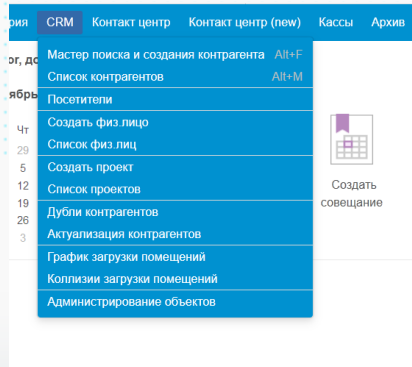 рия CRM Контакт центр Контакт центр (new) Кассы Архив
Мастер поиска и создания контрагента Alt+F
Список контрагентов Alt+M
Посетители
Создать физ.лицо
Список физ.лиц
Создать проект
Список проектов
Дубли контрагентов
Актуализация контрагентов
График загрузки помещений
Коллизии загрузки помещений
Администрирование объектов
ог, до
ябрь
Чт
29
5
12
19
26
3
Создать
совещание